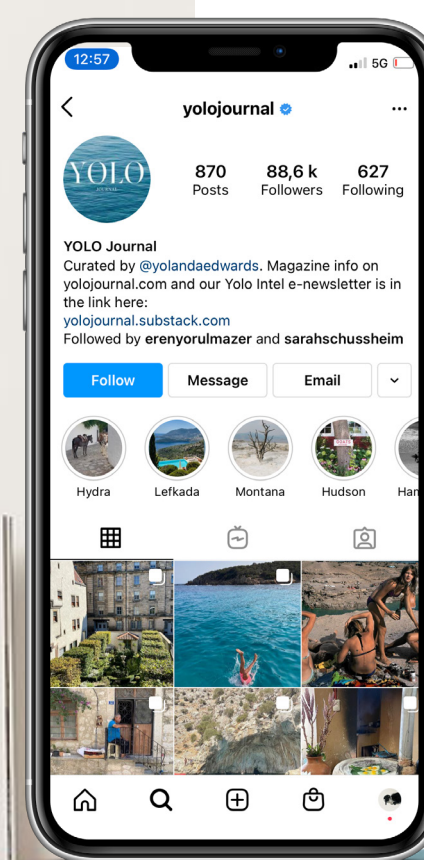 12:57
5G
yolojournal
YOLO
JOURNAL
870
88,6 k
627
Posts
Followers
Following
YOLO Journal
Curated by @yolandaedwards. Magazine info on
yolojournal.com and our Yolo Intel e-newsletter is in
the link here:
yolojournal.substack.com
Followed by erenyorulmazer and sarahschussheim
Follow
Message
Email
Hydra
Lefkada
Montana
Hudson
Ham